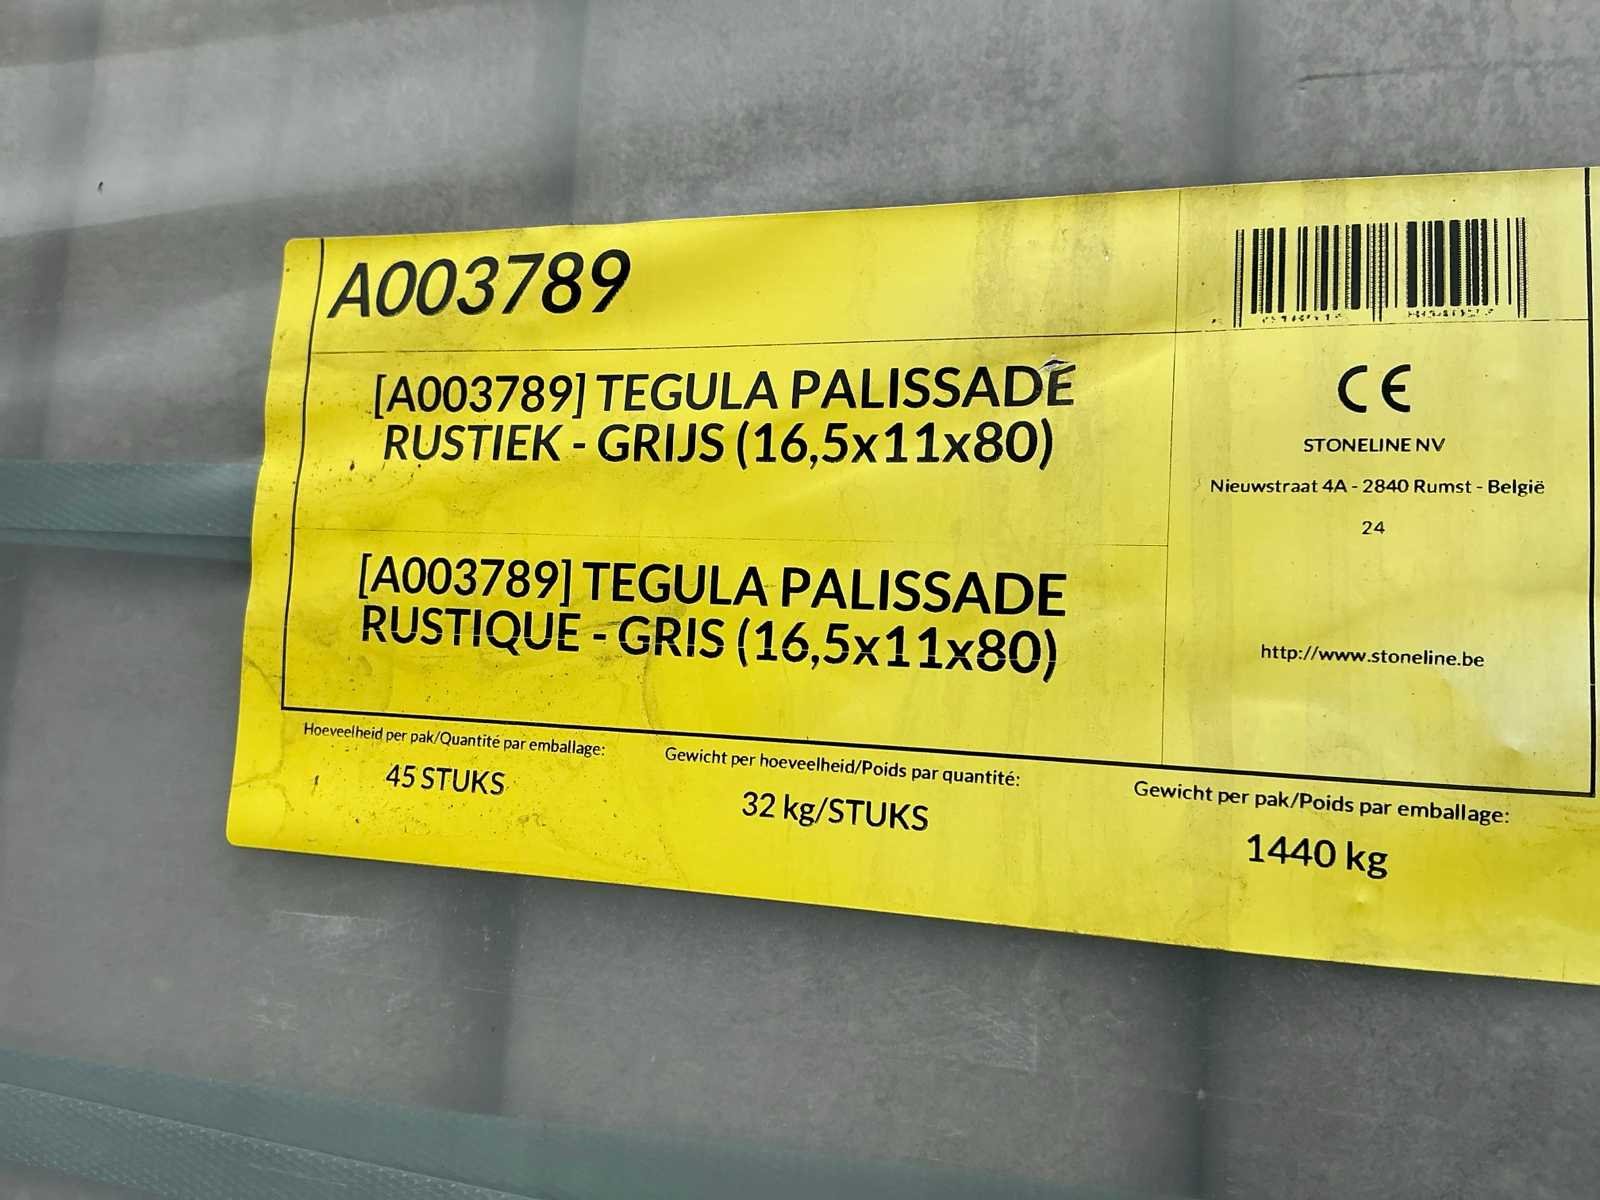 A003789
[A003789] TEGULA PALISSADE
RUSTIEK - GRIJS (16,5x11x80)
[A003789] TEGULA PALISSADE
RUSTIQUE - GRIS (16,5x11x80)
CE
STONELINE NV
Nieuwstraat 4A - 2840 Rumst - België
24
http://www.stoneline.be
Hoeveelheid per pak/Quantité par emballage:
45 STUKS
Gewicht per hoeveelheid/Poids par quantité:
32 kg/STUKS
Gewicht per pak/Poids par emballage:
1440 kg